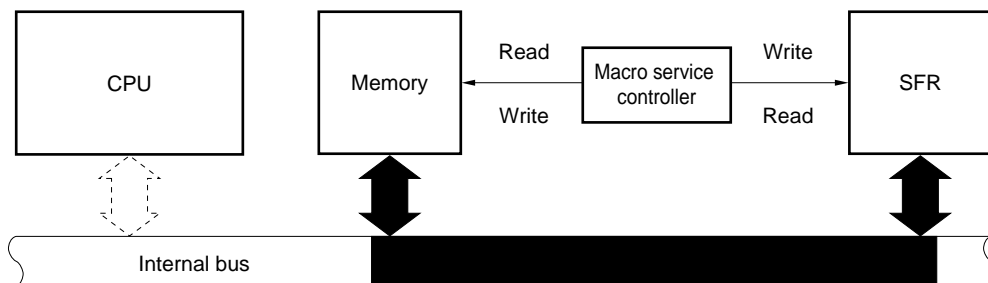 CPU
Memory
Read
Write
Macro service
controller
Write
Read
SFR
Internal bus